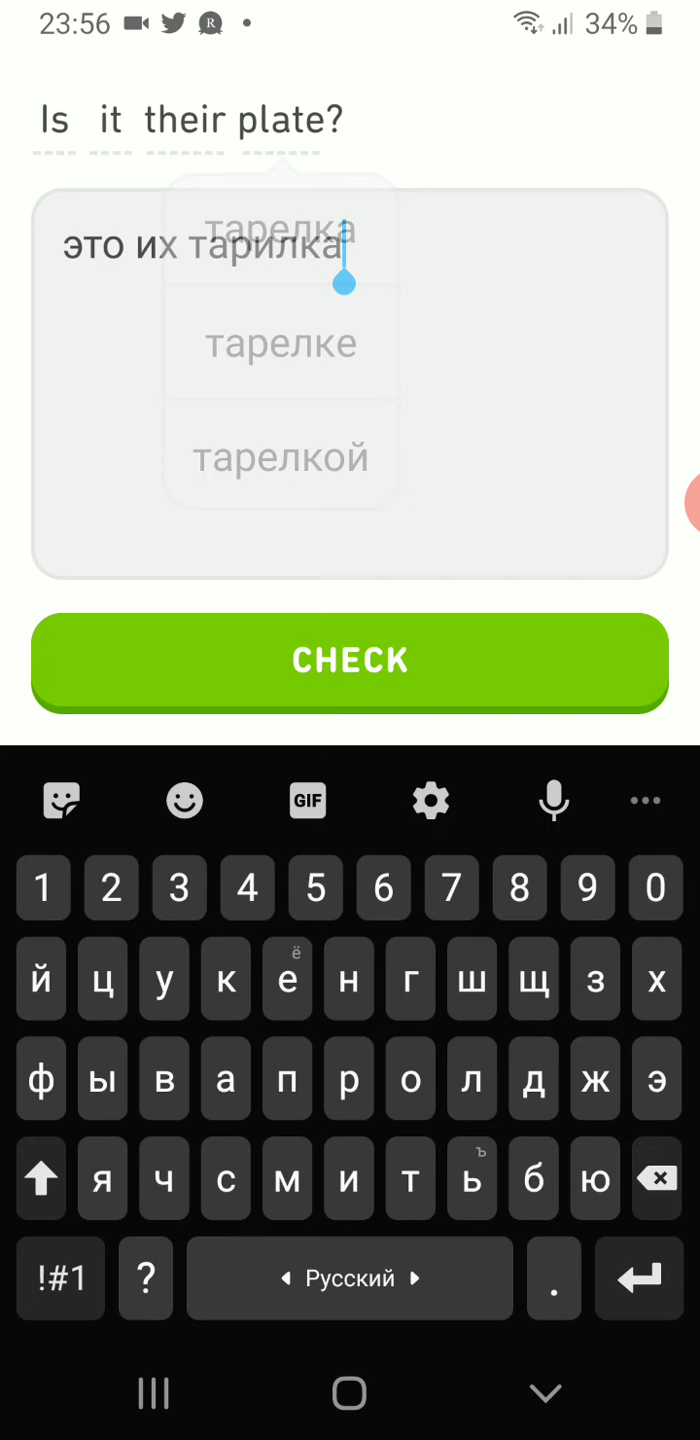 23:56 R 34%
Is it their plate?
это их тарилка
тарелка
тарелке
тарелкой
CHECK
GIF
1 2 3 4 5 6 7 8 9 0
ё
й ц у к е н г ш щ з х
ф ы в а п р о л д ж э
ъ
я ч с м и т ь б ю
!#1 ? Русский .